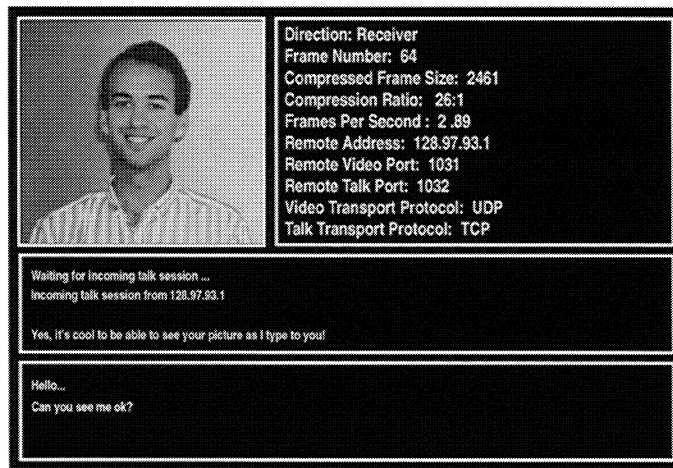 Direction: Receiver
Frame Number: 64
Compressed Frame Size: 2461
Compression Ratio: 26:1
Frames Per Second : 2.89
Remote Address: 128.97.93.1
Remote Video Port: 1031
Remote Talk Port: 1032
Video Transport Protocol: UDP
Talk Transport Protocol: TCP
Waiting for incoming talk session ...
Incoming talk session from 128.97.93.1
Yes, it's cool to be able to see your picture as I type to you!
Hello...
Can you see me ok?